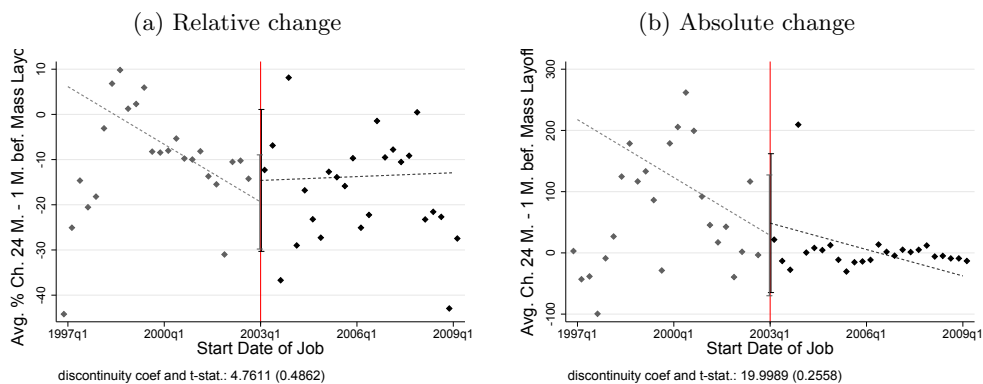 (a) Relative change
(b) Absolute change
Avg. % Ch. 24 M. - 1 M. bef. Mass Layo
10
0
-10
-20
-30
-40
1997q1
2000q1
2003q1
2006q1
2009q1
Start Date of Job
discontinuity coef and t-stat.: 4.7611 (0.4862)
Avg. Ch. 24 M. - 1 M. bef. Mass Layoff
300
200
100
0
-100
1997q1
2000q1
2003q1
2006q1
2009q1
Start Date of Job
discontinuity coef and t-stat.: 19.9989 (0.2558)